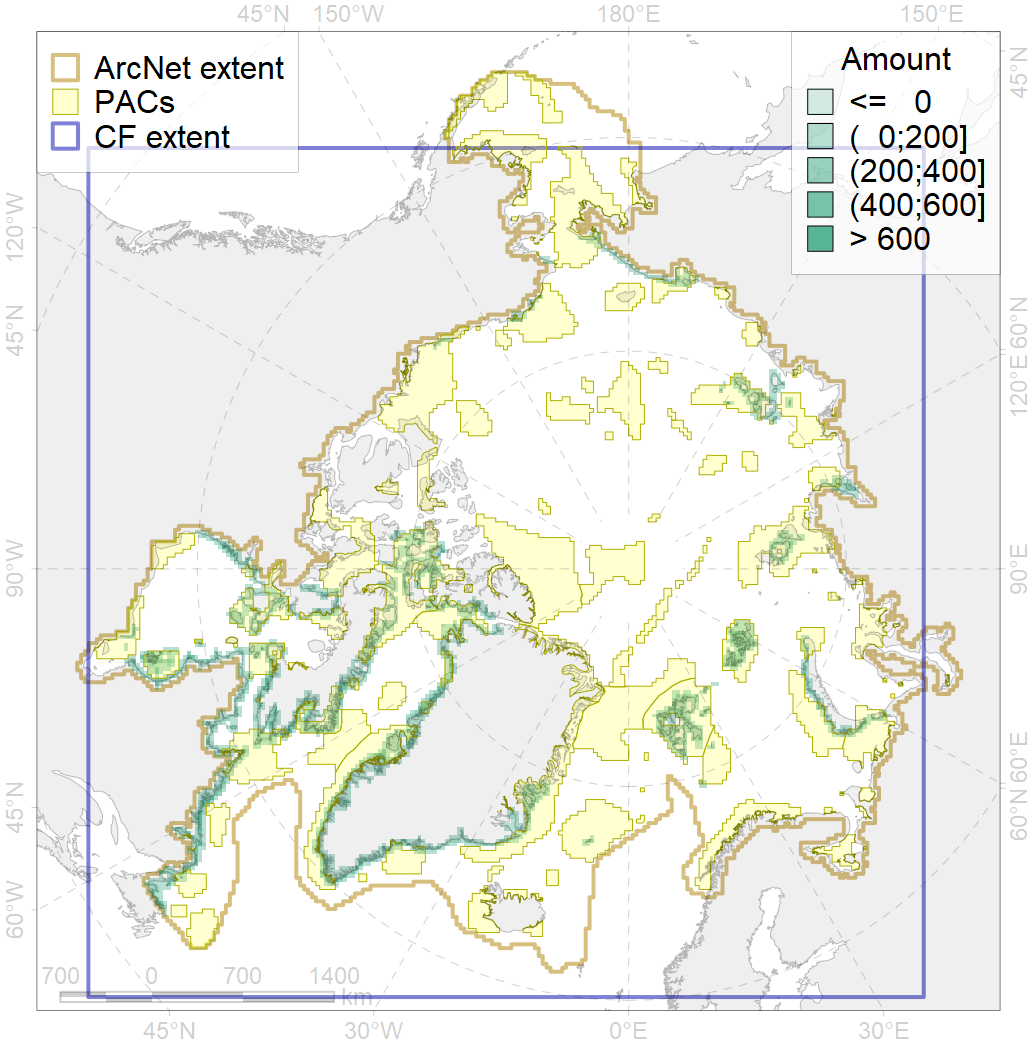 45°N 150°W 180°E 150°E
ArcNet extent
PACs
CF extent
Amount
<= 0
( 0;200]
(200;400]
(400;600]
> 600
120°W
45°N
90°W
45°N
60°W
45°N
60°N
120°E
90°E
60°E
60°N
700 0 700 1400
km
45°N 30°W 0°E 30°E